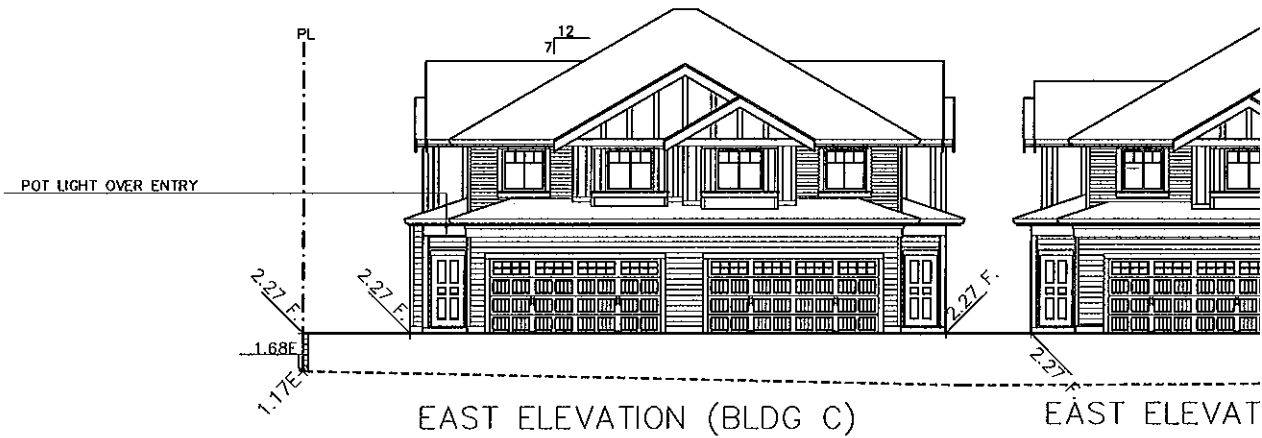 PL
12
7
POT LIGHT OVER ENTRY
2.27 F.
2.27 F.
2.27 F.
2.27 F.
1.68E
1.17E
EAST ELEVATION (BLDG C)
EAST ELEVAT